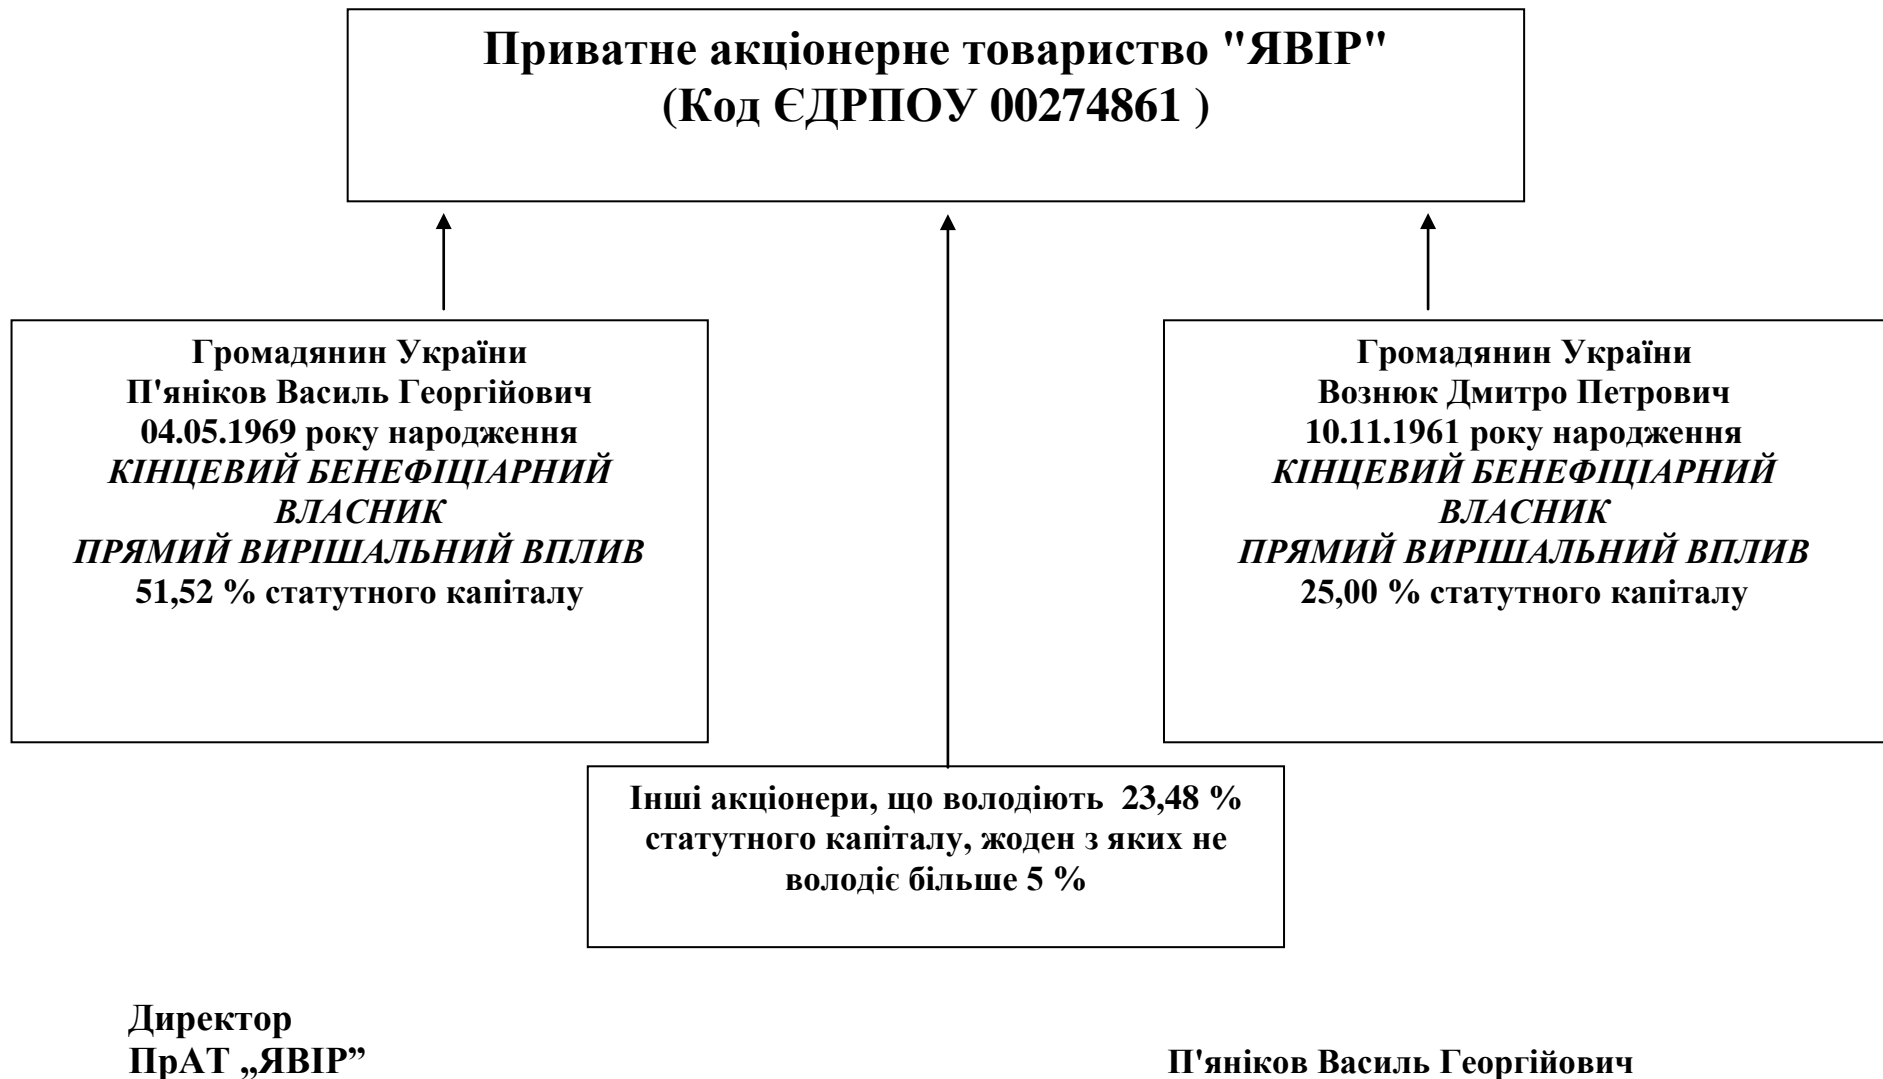 Приватне акціонерне товариство "ЯВІР"
(Код ЄДРПОУ 00274861 )
Громадянин України
П'яніков Василь Георгійович
04.05.1969 року народження
КІНЦЕВИЙ БЕНЕФІЦІАРНИЙ
ВЛАСНИК
ПРЯМИЙ ВИРІШАЛЬНИЙ ВПЛИВ
51,52 % статутного капіталу
Громадянин України
Вознюк Дмитро Петрович
10.11.1961 року народження
КІНЦЕВИЙ БЕНЕФІЦІАРНИЙ
ВЛАСНИК
ПРЯМИЙ ВИРІШАЛЬНИЙ ВПЛИВ
25,00 % статутного капіталу
Інші акціонери, що володіють 23,48 %
статутного капіталу, жоден з яких не
володіє більше 5 %
Директор
ПрАТ „ЯВІР” П'яніков Василь Георгійович